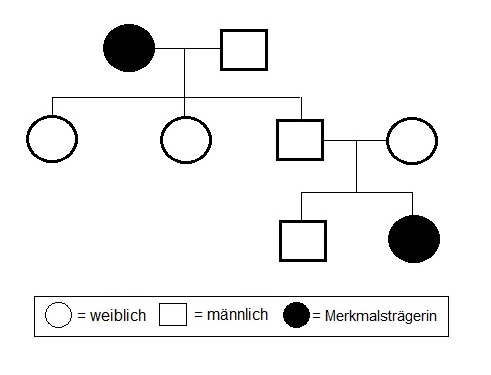 = weiblich = männlich = Merkmalsträgerin